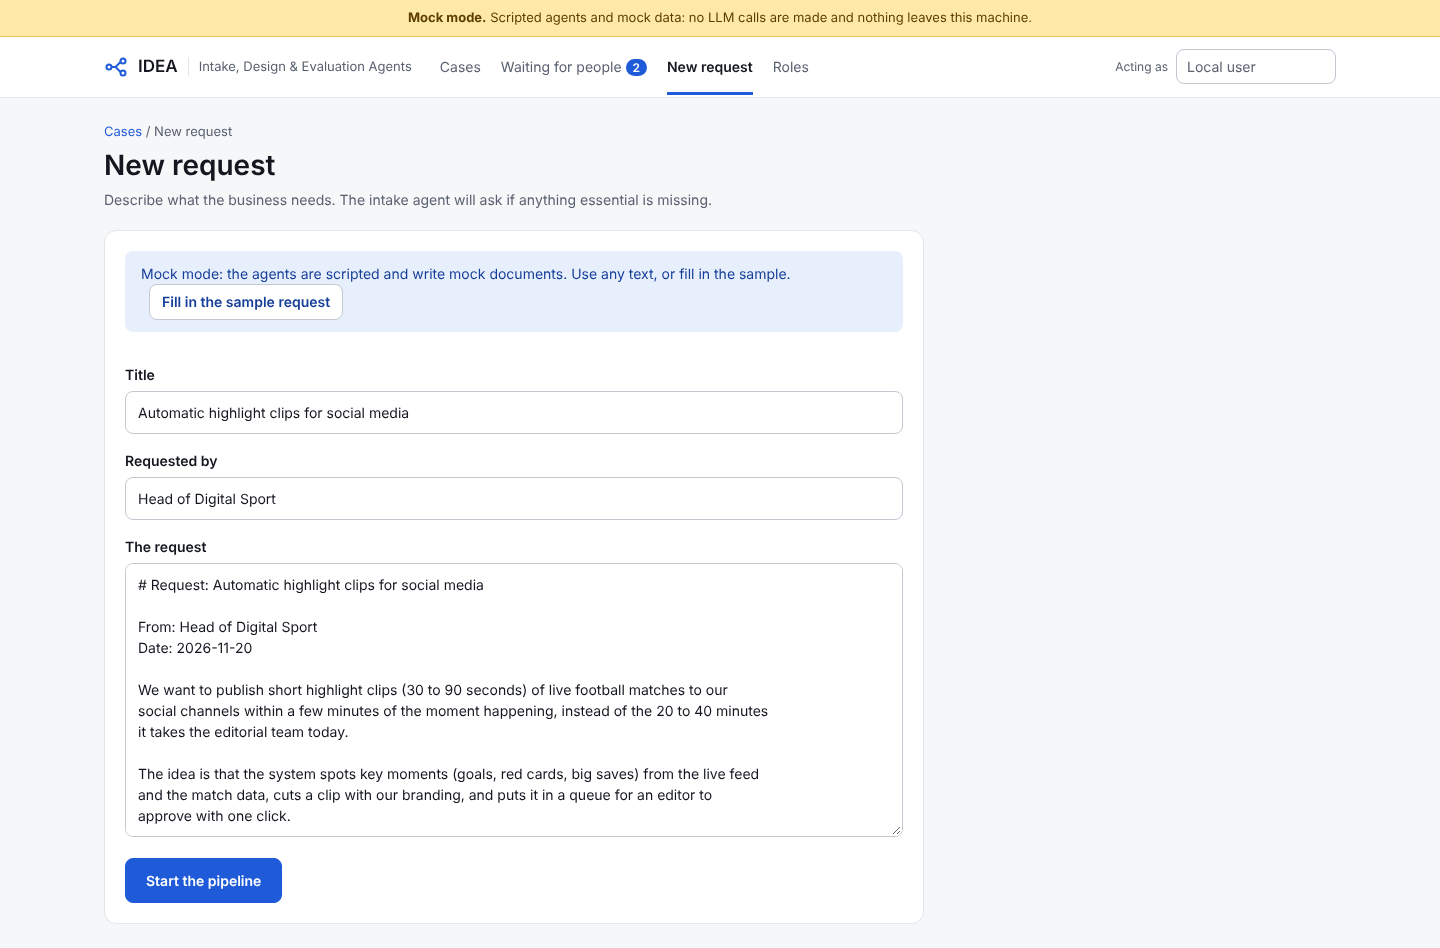 Mock mode. Scripted agents and mock data: no LLM calls are made and nothing leaves this machine.
IDEA Intake, Design & Evaluation Agents Cases Waiting for people 2 New request Roles Acting as Local user
Cases / New request
New request
Describe what the business needs. The intake agent will ask if anything essential is missing.
Mock mode: the agents are scripted and write mock documents. Use any text, or fill in the sample.
Fill in the sample request
Title
Automatic highlight clips for social media
Requested by
Head of Digital Sport
The request
# Request: Automatic highlight clips for social media
From: Head of Digital Sport
Date: 2026-11-20
We want to publish short highlight clips (30 to 90 seconds) of live football matches to our
social channels within a few minutes of the moment happening, instead of the 20 to 40 minutes
it takes the editorial team today.
The idea is that the system spots key moments (goals, red cards, big saves) from the live feed
and the match data, cuts a clip with our branding, and puts it in a queue for an editor to
approve with one click.
Start the pipeline